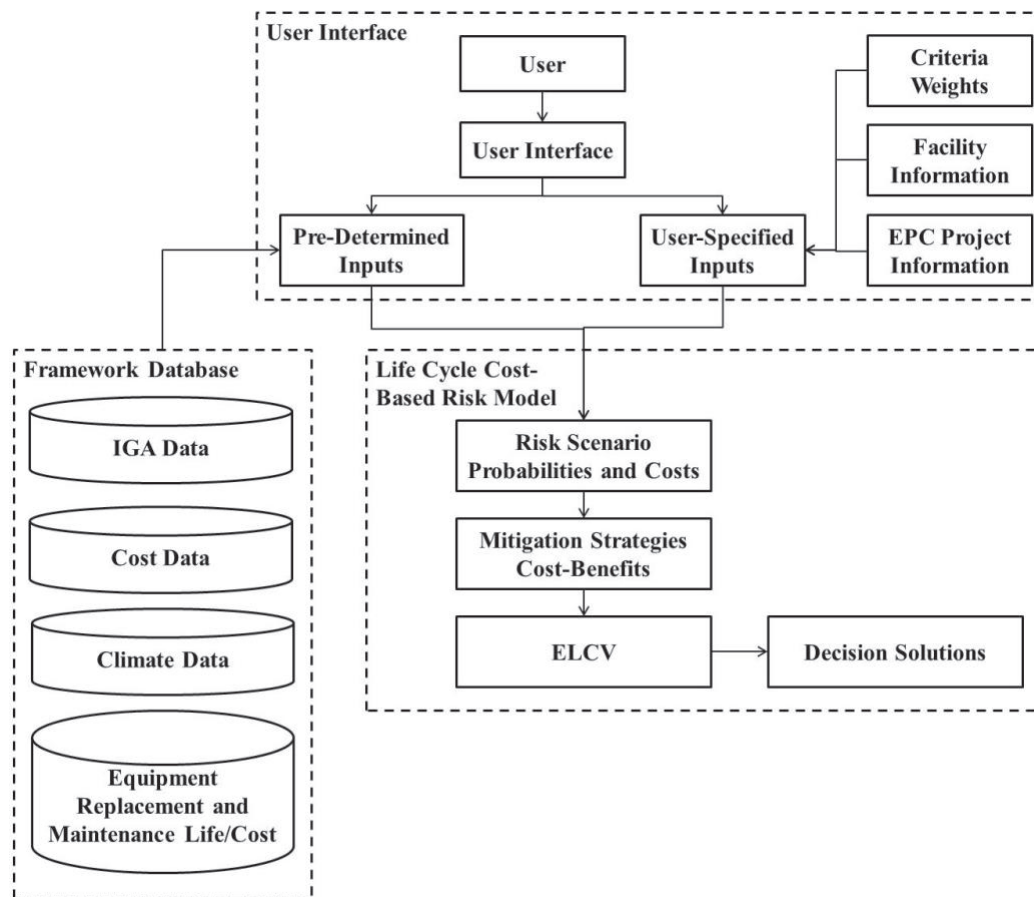 User Interface
User
Criteria
Weights
User Interface
Facility
Information
Pre-Determined
Inputs
User-Specified
Inputs
EPC Project
Information
Framework Database
IGA Data
Cost Data
Climate Data
Equipment
Replacement and
Maintenance Life/Cost
Life Cycle Cost-
Based Risk Model
Risk Scenario
Probabilities and Costs
Mitigation Strategies
Cost-Benefits
ELCV
Decision Solutions